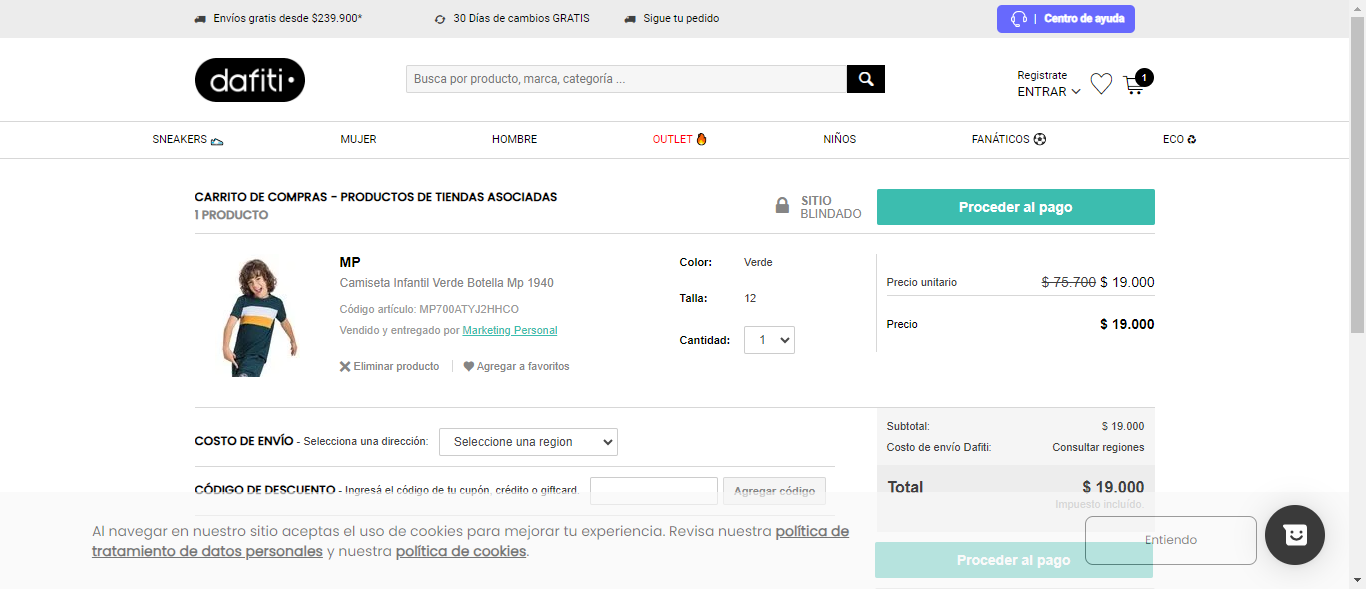 Envíos gratis desde $239.900*
30 Días de cambios GRATIS
Sigue tu pedido
| Centro de ayuda
dafiti
Busca por producto, marca, categoría ...
Registrate
ENTRAR
1
SNEAKERS
MUJER
HOMBRE
OUTLET
NIÑOS
FANÁTICOS
ECO
CARRITO DE COMPRAS - PRODUCTOS DE TIENDAS ASOCIADAS
1 PRODUCTO
SITIO
BLINDADO
Proceder al pago
MP
Camiseta Infantil Verde Botella Mp 1940
Código artículo: MP700ATYJ2HHCO
Vendido y entregado por Marketing Personal
Eliminar producto
Agregar a favoritos
Color: Verde
Talla: 12
Cantidad: 1
Precio unitario $ 75.700 $ 19.000
Precio $ 19.000
COSTO DE ENVÍO - Selecciona una dirección: Seleccione una region
CÓDIGO DE DESCUENTO - Ingresá el código de tu cupón, crédito o giftcard. Agregar código
Subtotal: $ 19.000
Costo de envío Dafiti: Consultar regiones
Total $ 19.000
Impuesto incluído.
Proceder al pago
Al navegar en nuestro sitio aceptas el uso de cookies para mejorar tu experiencia. Revisa nuestra política de
tratamiento de datos personales y nuestra política de cookies.
Entiendo